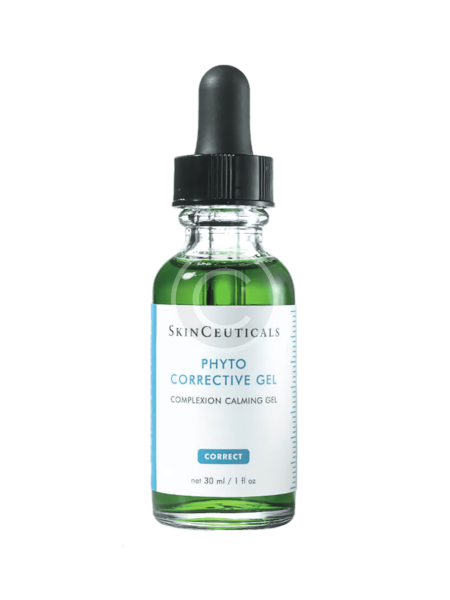 SKINCEUTICALS
PHYTO
CORRECTIVE GEL
COMPLEXION CALMING GEL
CORRECT
net 30 ml / 1 fl oz